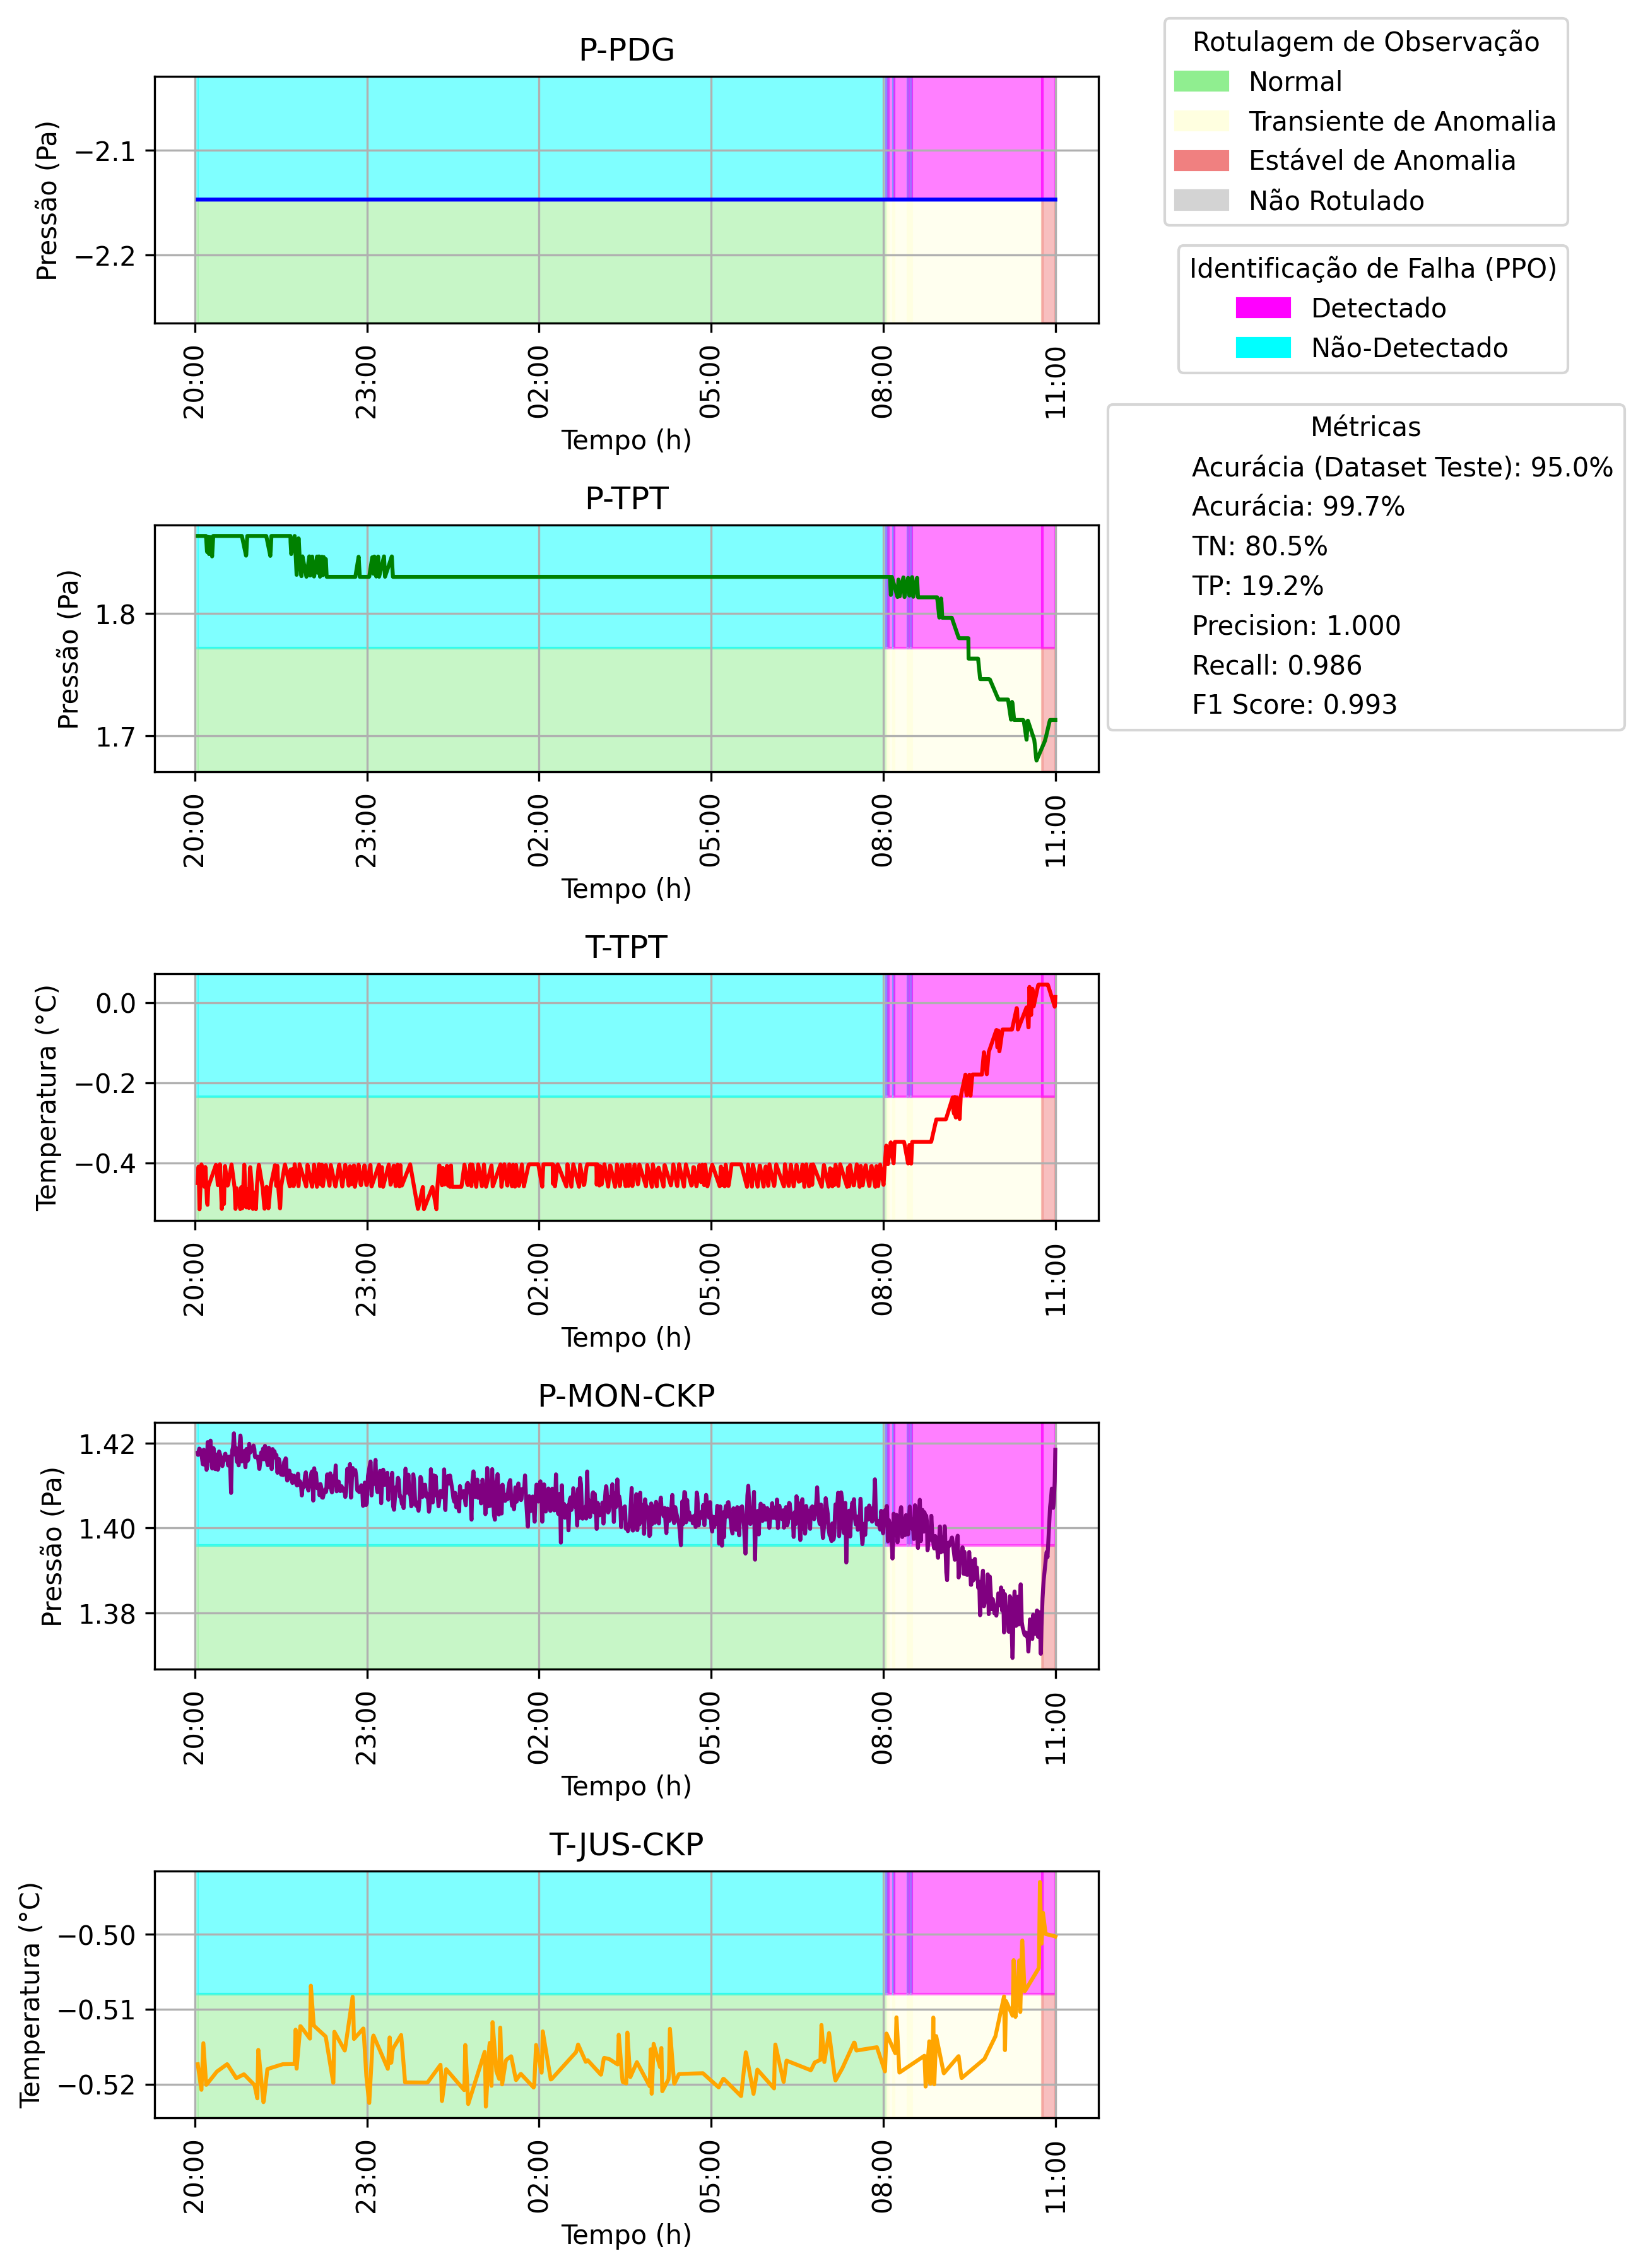 P-PDG
Pressão (Pa)
−2.1
−2.2
20:00
23:00
02:00
05:00
08:00
11:00
Tempo (h)
Rotulagem de Observação
Normal
Transiente de Anomalia
Estável de Anomalia
Não Rotulado
Identificação de Falha (PPO)
Detectado
Não-Detectado
Métricas
Acurácia (Dataset Teste): 95.0%
Acurácia: 99.7%
TN: 80.5%
TP: 19.2%
Precision: 1.000
Recall: 0.986
F1 Score: 0.993
P-TPT
Pressão (Pa)
1.8
1.7
20:00
23:00
02:00
05:00
08:00
11:00
Tempo (h)
T-TPT
Temperatura (°C)
0.0
−0.2
−0.4
20:00
23:00
02:00
05:00
08:00
11:00
Tempo (h)
P-MON-CKP
Pressão (Pa)
1.42
1.40
1.38
20:00
23:00
02:00
05:00
08:00
11:00
Tempo (h)
T-JUS-CKP
Temperatura (°C)
−0.50
−0.51
−0.52
20:00
23:00
02:00
05:00
08:00
11:00
Tempo (h)